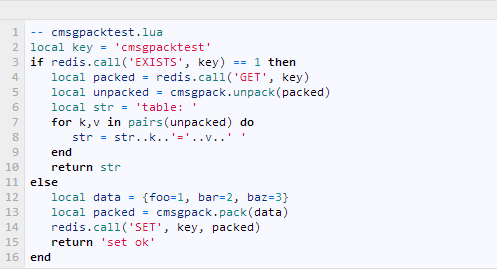 1 -- cmsgpacktest.lua
2 local key = 'cmsgpacktest'
3 if redis.call('EXISTS', key) == 1 then
4     local packed = redis.call('GET', key)
5     local unpacked = cmsgpack.unpack(packed)
6     local str = 'table: '
7     for k,v in pairs(unpacked) do
8        str = str..k..'='..v..' '
9     end
10     return str
11 else
12     local data = {foo=1, bar=2, baz=3}
13     local packed = cmsgpack.pack(data)
14     redis.call('SET', key, packed)
15     return 'set ok'
16 end